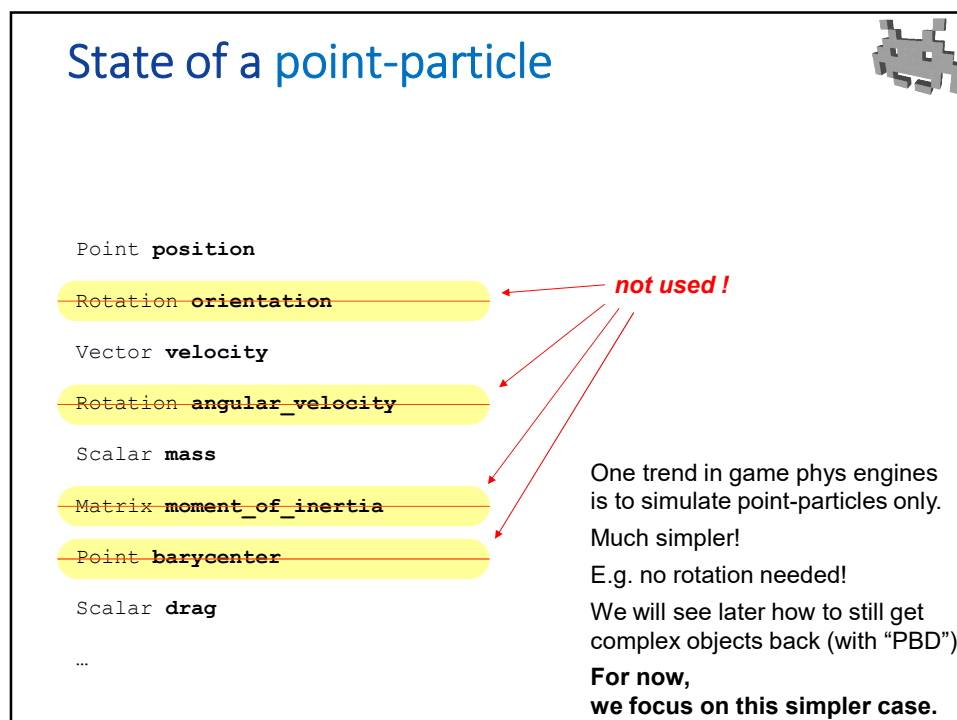 State of a point-particle
Point position
Rotation orientation
not used !
Vector velocity
Rotation angular_velocity
Scalar mass
Matrix moment_of_inertia
Point barycenter
Scalar drag
…
One trend in game phys engines
is to simulate point-particles only.
Much simpler!
E.g. no rotation needed!
We will see later how to still get
complex objects back (with “PBD”)
For now,
we focus on this simpler case.